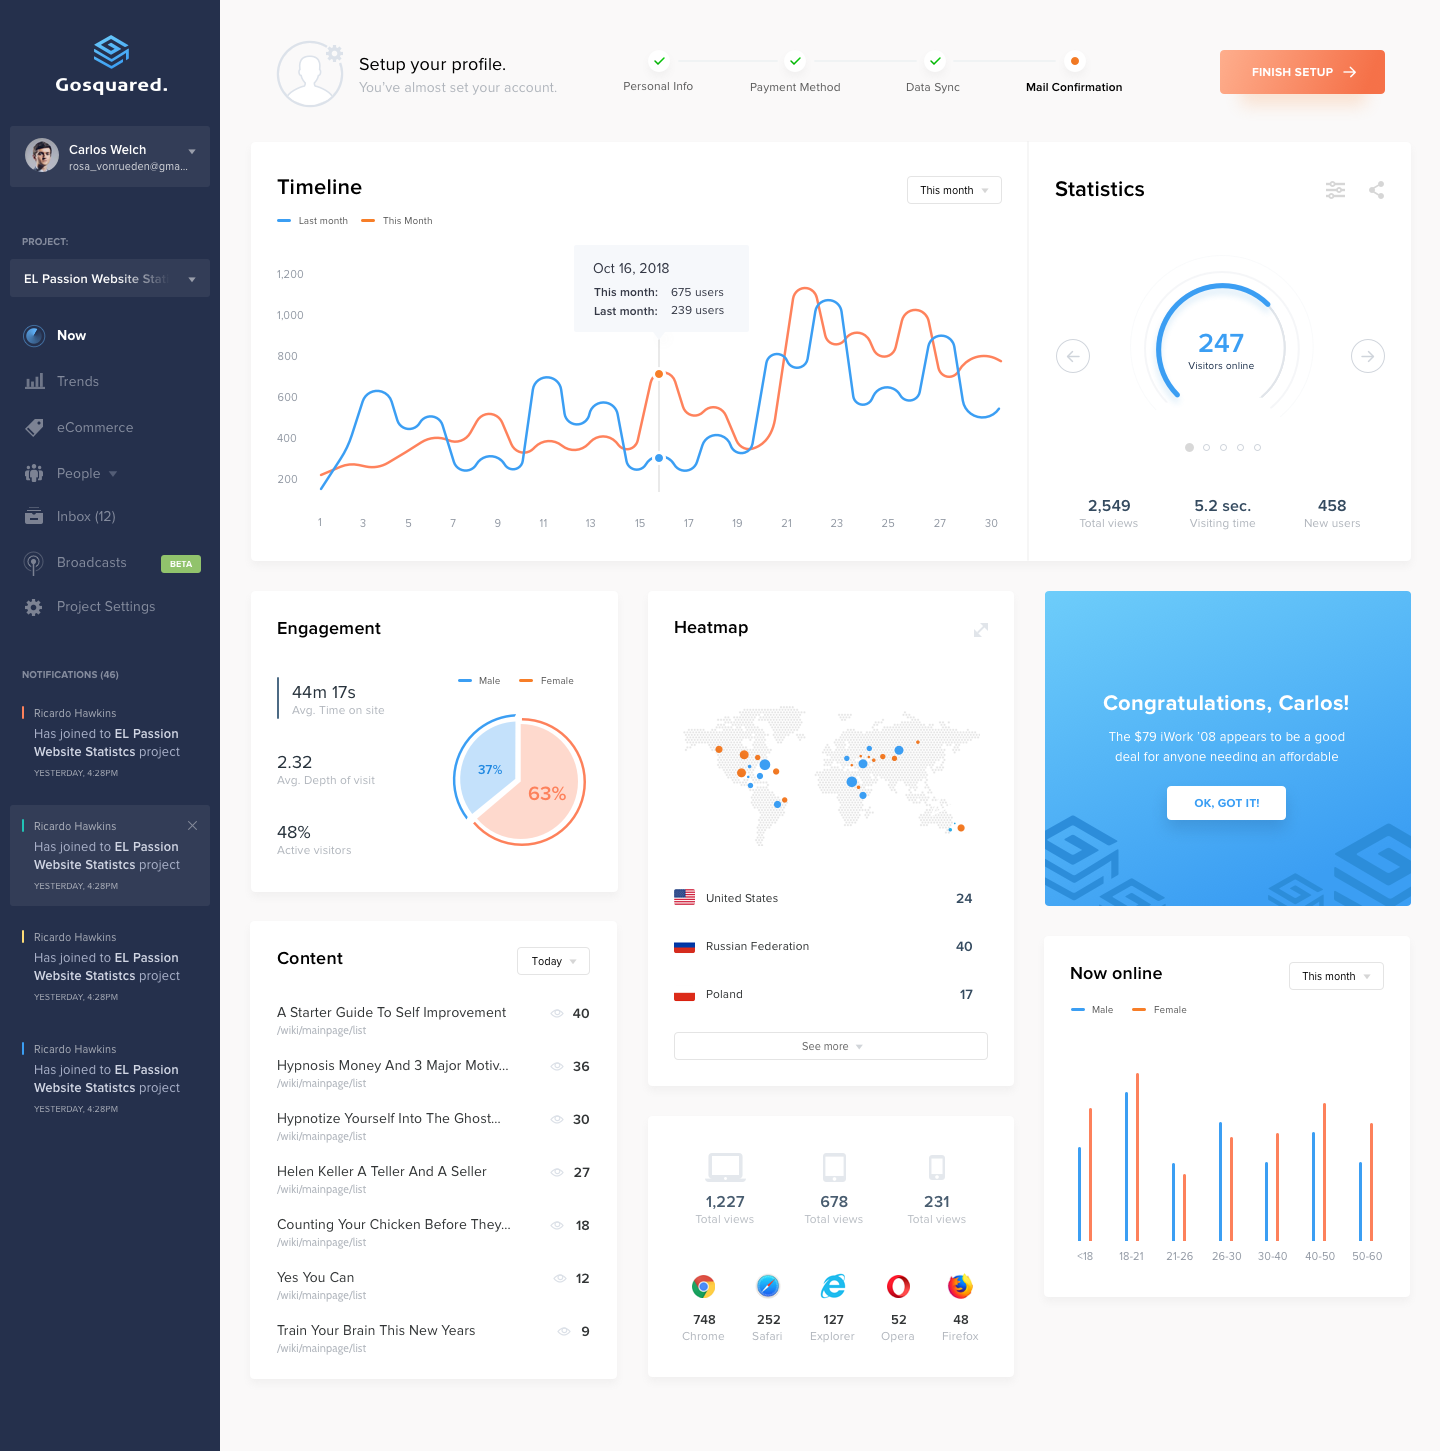 Gosquared.
Carlos Welch
rosa_vonrueden@gma...
PROJECT:
EL Passion Website Stati
Now
Trends
eCommerce
People
Inbox (12)
Broadcasts
BETA
Project Settings
NOTIFICATIONS (46)
Ricardo Hawkins
Has joined to EL Passion
Website Statistcs project
YESTERDAY, 4:28PM
Ricardo Hawkins
Has joined to EL Passion
Website Statistcs project
YESTERDAY, 4:28PM
Ricardo Hawkins
Has joined to EL Passion
Website Statistcs project
YESTERDAY, 4:28PM
Ricardo Hawkins
Has joined to EL Passion
Website Statistcs project
YESTERDAY, 4:28PM
Setup your profile.
You've almost set your account.
Personal Info
Payment Method
Data Sync
Mail Confirmation
FINISH SETUP
Timeline
This month
Last month
This Month
1,200
1,000
800
600
400
200
Oct 16, 2018
This month: 675 users
Last month: 239 users
1 3 5 7 9 11 13 15 17 19 21 23 25 27 30
Statistics
247
Visitors online
2,549
Total views
5.2 sec.
Visiting time
458
New users
Engagement
44m 17s
Avg. Time on site
2.32
Avg. Depth of visit
48%
Active visitors
Male
Female
37%
63%
Heatmap
United States 24
Russian Federation 40
Poland 17
See more
Congratulations, Carlos!
The $79 iWork '08 appears to be a good
deal for anyone needing an affordable
OK, GOT IT!
Content
Today
A Starter Guide To Self Improvement 40
/wiki/mainpage/list
Hypnosis Money And 3 Major Motiv... 36
/wiki/mainpage/list
Hypnotize Yourself Into The Ghost... 30
/wiki/mainpage/list
Helen Keller A Teller And A Seller 27
/wiki/mainpage/list
Counting Your Chicken Before They... 18
/wiki/mainpage/list
Yes You Can 12
/wiki/mainpage/list
Train Your Brain This New Years 9
/wiki/mainpage/list
1,227
Total views
678
Total views
231
Total views
748
Chrome
252
Safari
127
Explorer
52
Opera
48
Firefox
Now online
This month
Male
Female
<18 18-21 21-26 26-30 30-40 40-50 50-60